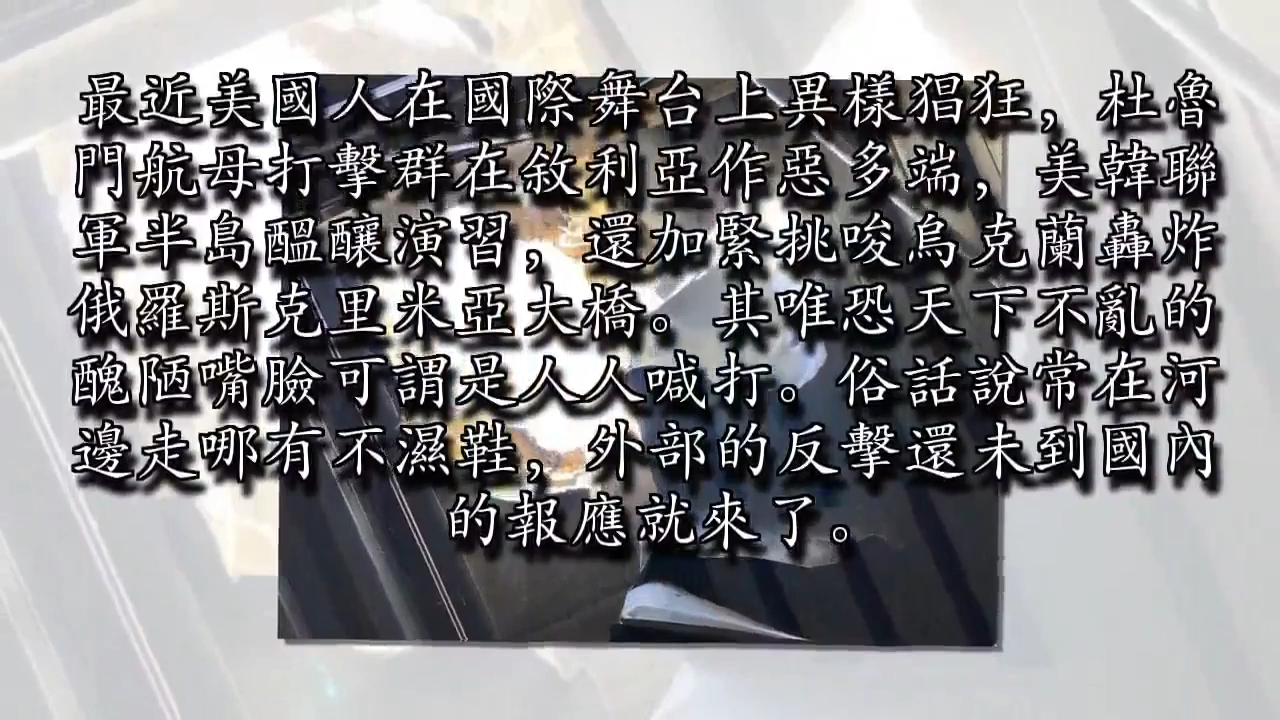 最近美國人在國際舞台上異樣猖狂，杜魯
門航母打擊群在敘利亞作惡多端，美韓聯
軍半島醞釀演習，還加緊挑唆烏克蘭轟炸
俄羅斯克里米亞大橋。其唯恐天下不亂的
醜陋嘴臉可謂是人人喊打。俗話說常在河
邊走哪有不濕鞋，外部的反擊還未到國內
的報應就來了。